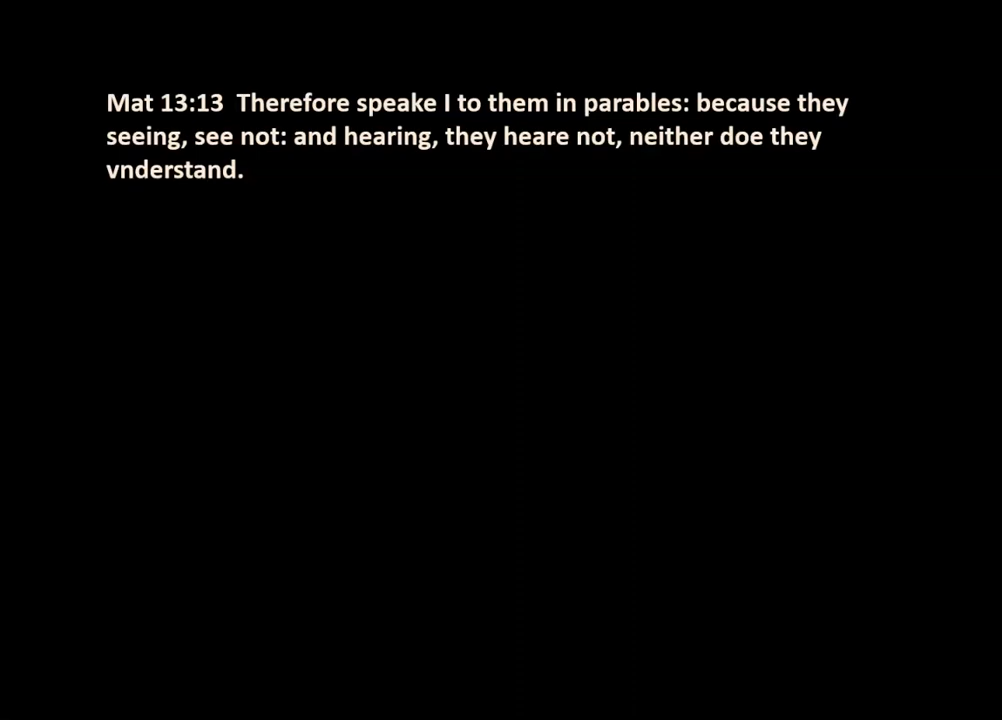 Mat 13:13  Therefore speake I to them in parables: because they
seeing, see not: and hearing, they heare not, neither doe they
vnderstand.